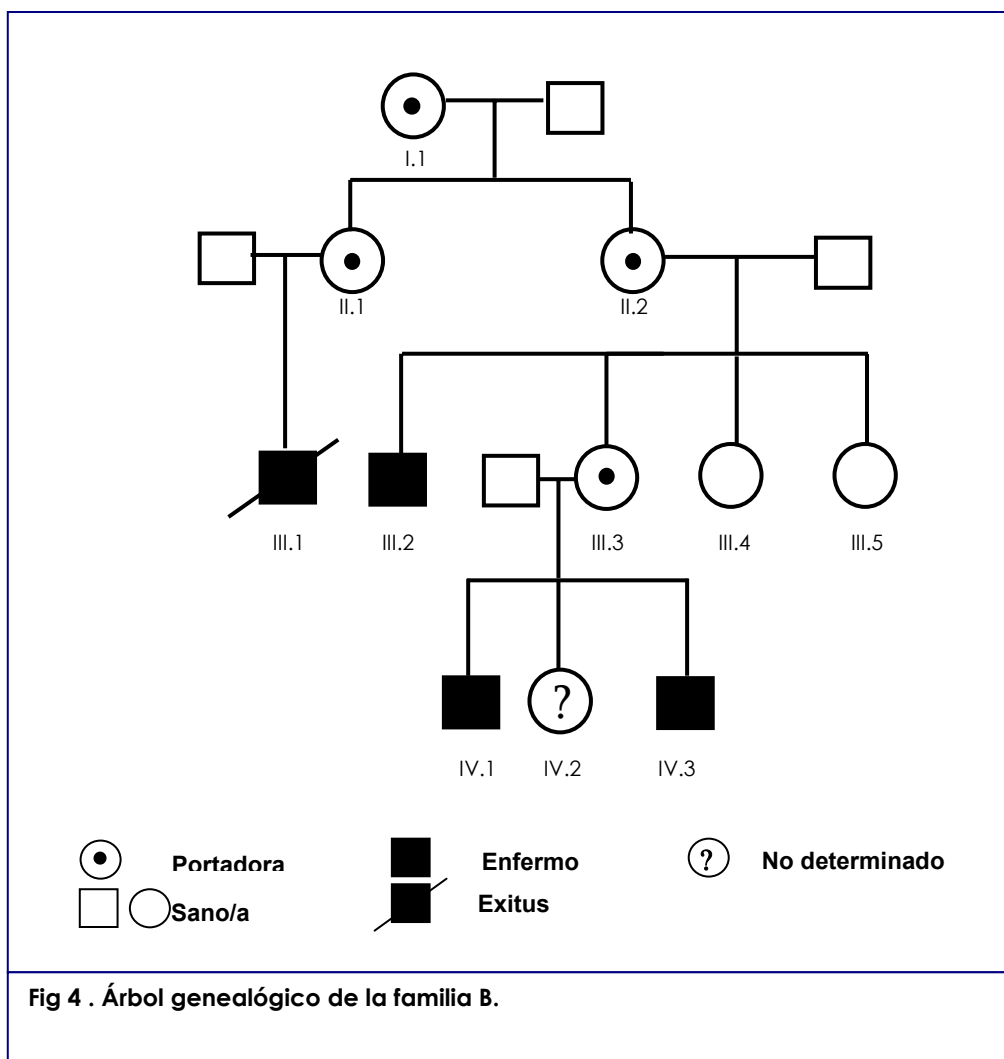 I.1
II.1 II.2
III.1 III.2 III.3 III.4 III.5
?
IV.1 IV.2 IV.3
Portadora Enfermo ? No determinado
Sano/a Exitus
Fig 4 . Árbol genealógico de la familia B.